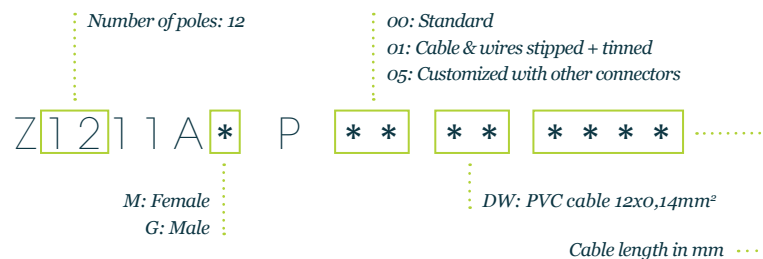 Number of poles: 12
00: Standard
01: Cable & wires stipped + tinned
05: Customized with other connectors
Z1211A* P ** ** ****
M: Female
G: Male
DW: PVC cable 12x0,14mm²
Cable length in mm